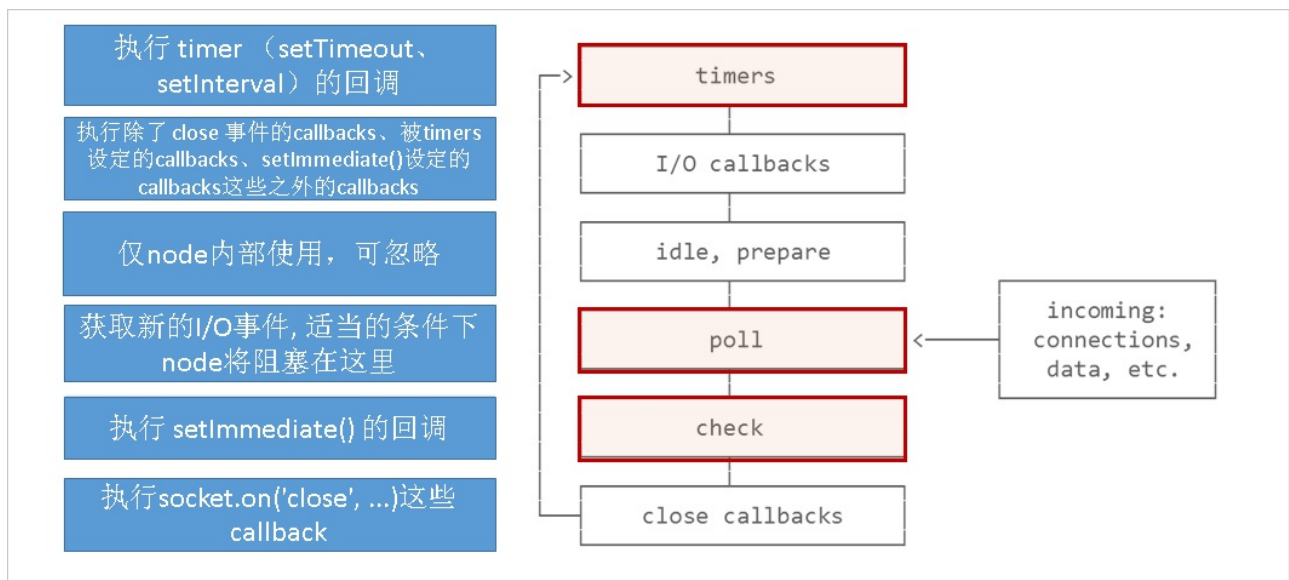 执行 timer （setTimeout、
setInterval）的回调
timers
执行除了 close 事件的callbacks、被timers
设定的callbacks、setImmediate()设定的
callbacks这些之外的callbacks
I/O callbacks
仅node内部使用，可忽略
idle, prepare
获取新的I/O事件, 适当的条件下
node将阻塞在这里
poll
incoming:
connections,
data, etc.
执行 setImmediate() 的回调
check
执行socket.on('close', ...)这些
callback
close callbacks